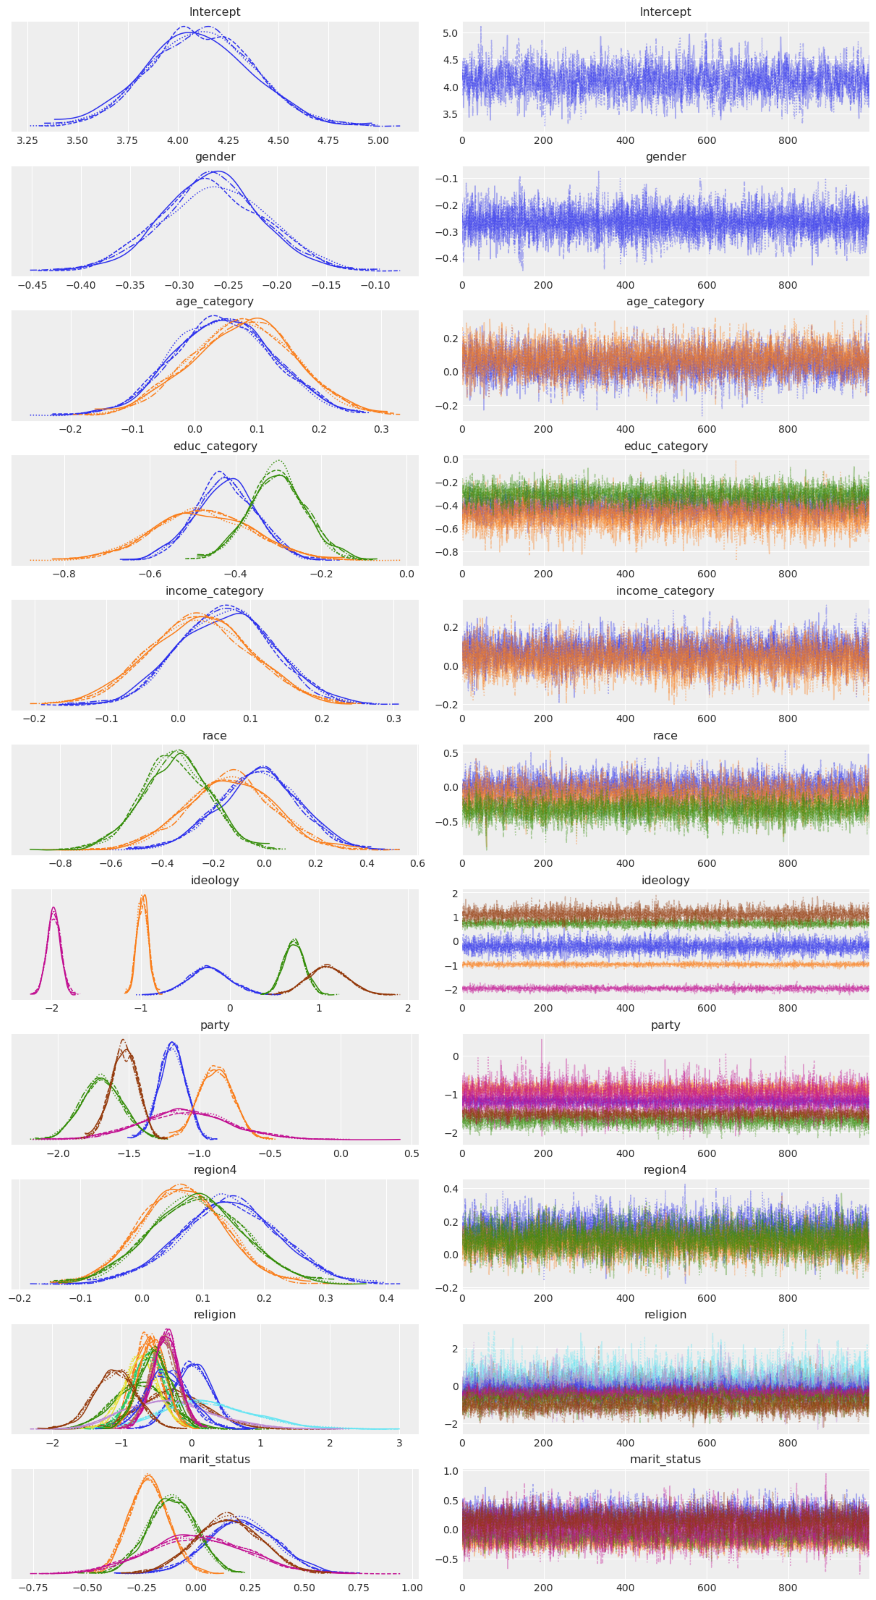 Intercept Intercept
5.0
4.5
4.0
3.5
3.25 3.50 3.75 4.00 4.25 4.50 4.75 5.00 0 200 400 600 800
gender gender
−0.1
−0.2
−0.3
−0.4
−0.45 −0.40 −0.35 −0.30 −0.25 −0.20 −0.15 −0.10 0 200 400 600 800
age_category age_category
0.2
0.0
−0.2
−0.2 −0.1 0.0 0.1 0.2 0.3 0 200 400 600 800
educ_category educ_category
0.0
−0.2
−0.4
−0.6
−0.8
−0.8 −0.6 −0.4 −0.2 0.0 0 200 400 600 800
income_category income_category
0.2
0.0
−0.2
−0.2 −0.1 0.0 0.1 0.2 0.3 0 200 400 600 800
race race
0.5
0.0
−0.5
−0.8 −0.6 −0.4 −0.2 0.0 0.2 0.4 0.6 0 200 400 600 800
ideology ideology
2
1
0
−1
−2
−2 −1 0 1 2 0 200 400 600 800
party party
0
−1
−2
−2.0 −1.5 −1.0 −0.5 0.0 0.5 0 200 400 600 800
region4 region4
0.4
0.2
0.0
−0.2
−0.2 −0.1 0.0 0.1 0.2 0.3 0.4 0 200 400 600 800
religion religion
2
0
−2
−2 −1 0 1 2 3 0 200 400 600 800
marit_status marit_status
1.0
0.5
0.0
−0.5
−0.75 −0.50 −0.25 0.00 0.25 0.50 0.75 1.00 0 200 400 600 800